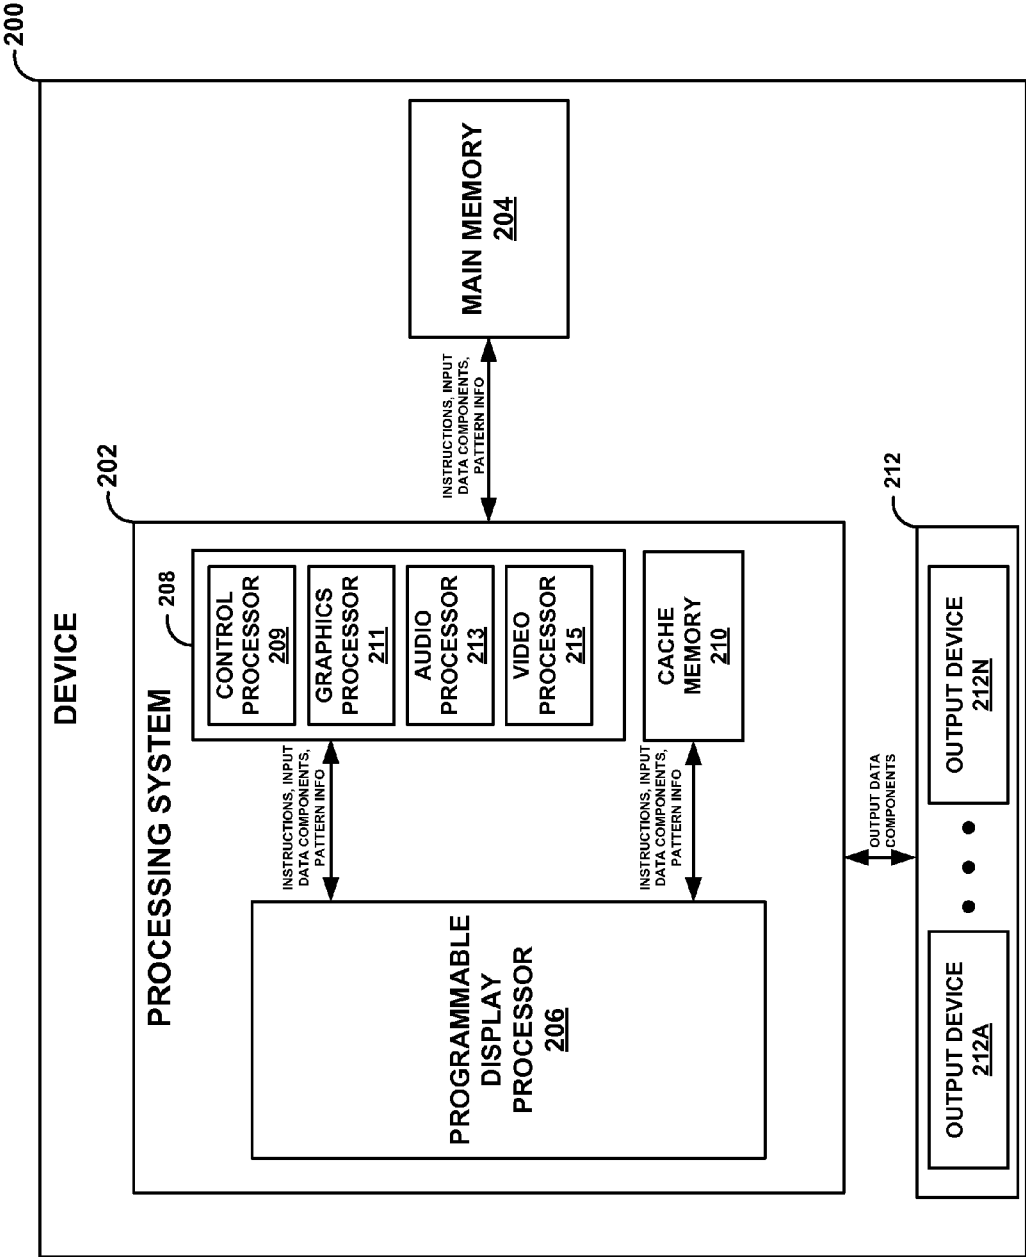 200
DEVICE
202
PROCESSING SYSTEM
208
PROGRAMMABLE
DISPLAY
PROCESSOR
206
INSTRUCTIONS, INPUT
DATA COMPONENTS,
PATTERN INFO
CONTROL
PROCESSOR
209
GRAPHICS
PROCESSOR
211
AUDIO
PROCESSOR
213
VIDEO
PROCESSOR
215
INSTRUCTIONS, INPUT
DATA COMPONENTS,
PATTERN INFO
CACHE
MEMORY
210
INSTRUCTIONS, INPUT
DATA COMPONENTS,
PATTERN INFO
MAIN MEMORY
204
OUTPUT DATA
COMPONENTS
212
OUTPUT DEVICE
212A
OUTPUT DEVICE
212N